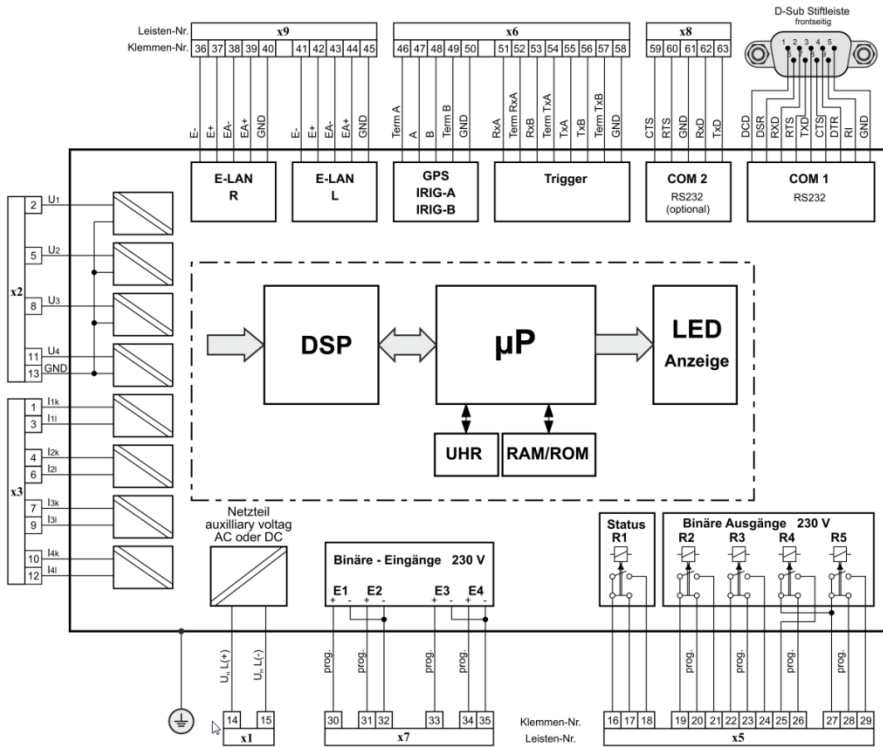 D-Sub Stiftleiste
frontseitig
Leisten-Nr. x9 x6 x8
Klemmen-Nr. 36 37 38 39 40 41 42 43 44 45 46 47 48 49 50 51 52 53 54 55 56 57 58 59 60 61 62 63
1 2 3 4 5
E- E+ EA- EA+ GND E- E+ EA- EA+ GND Term A A B Term B GND RxA Term RxA RxB Term TxA TxA TxB Term TxB GND CTS RTS GND RxD TxD DCD DSR RXD RTS TXD CTS DTR RI GND
E-LAN
R
E-LAN
L
GPS
IRIG-A
IRIG-B
Trigger
COM 2
RS232
(optional)
COM 1
RS232
x2
2 U1
5 U2
8 U3
11 U4
13 GND
x3
1 I1k
3 I1l
4 I2k
6 I2l
7 I3k
9 I3l
10 I4k
12 I4l
DSP
µP
LED
Anzeige
UHR
RAM/ROM
Netzteil
auxilliary voltag
AC oder DC
Binäre - Eingänge 230 V
E1 E2 E3 E4
+ - + - + - + -
Status
R1
Binäre Ausgänge 230 V
R2 R3 R4 R5
UH L(+) UH L(-)
prog. prog. prog. prog. prog. prog. prog. prog.
14 15
x1
30 31 32 33 34 35
x7
Klemmen-Nr. 16 17 18 19 20 21 22 23 24 25 26 27 28 29
Leisten-Nr. x5